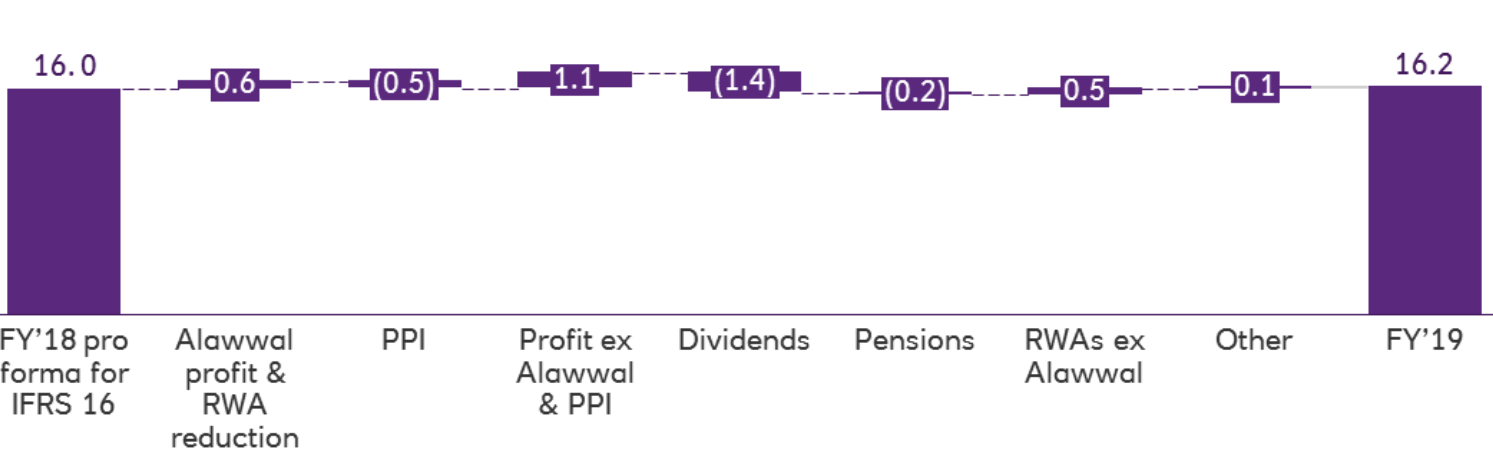 16.0
0.6
(0.5)
1.1
(1.4)
(0.2)
0.5
0.1
16.2
FY'18 pro
forma for
IFRS 16
Alawwal
profit &
RWA
reduction
PPI
Profit ex
Alawwal
& PPI
Dividends
Pensions
RWAs ex
Alawwal
Other
FY'19